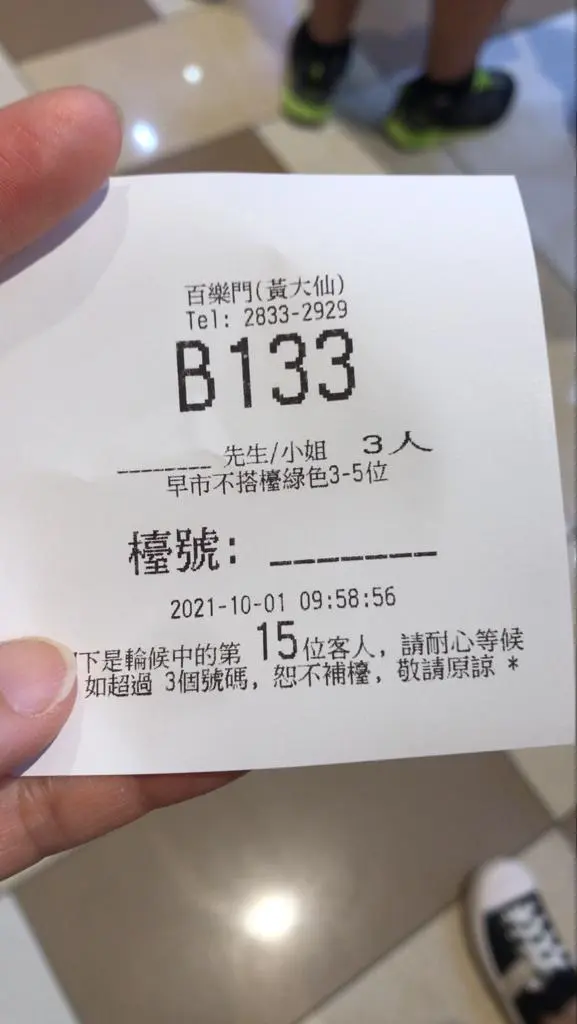 百樂門(黃大仙)
Tel: 2833-2929
B133
________ 先生/小姐 3人
早市不搭檯綠色3-5位
檯號: _______
2021-10-01 09:58:56
下是輪候中的第 15位客人, 請耐心等候
如超過 3個號碼, 恕不補檯, 敬請原諒 *